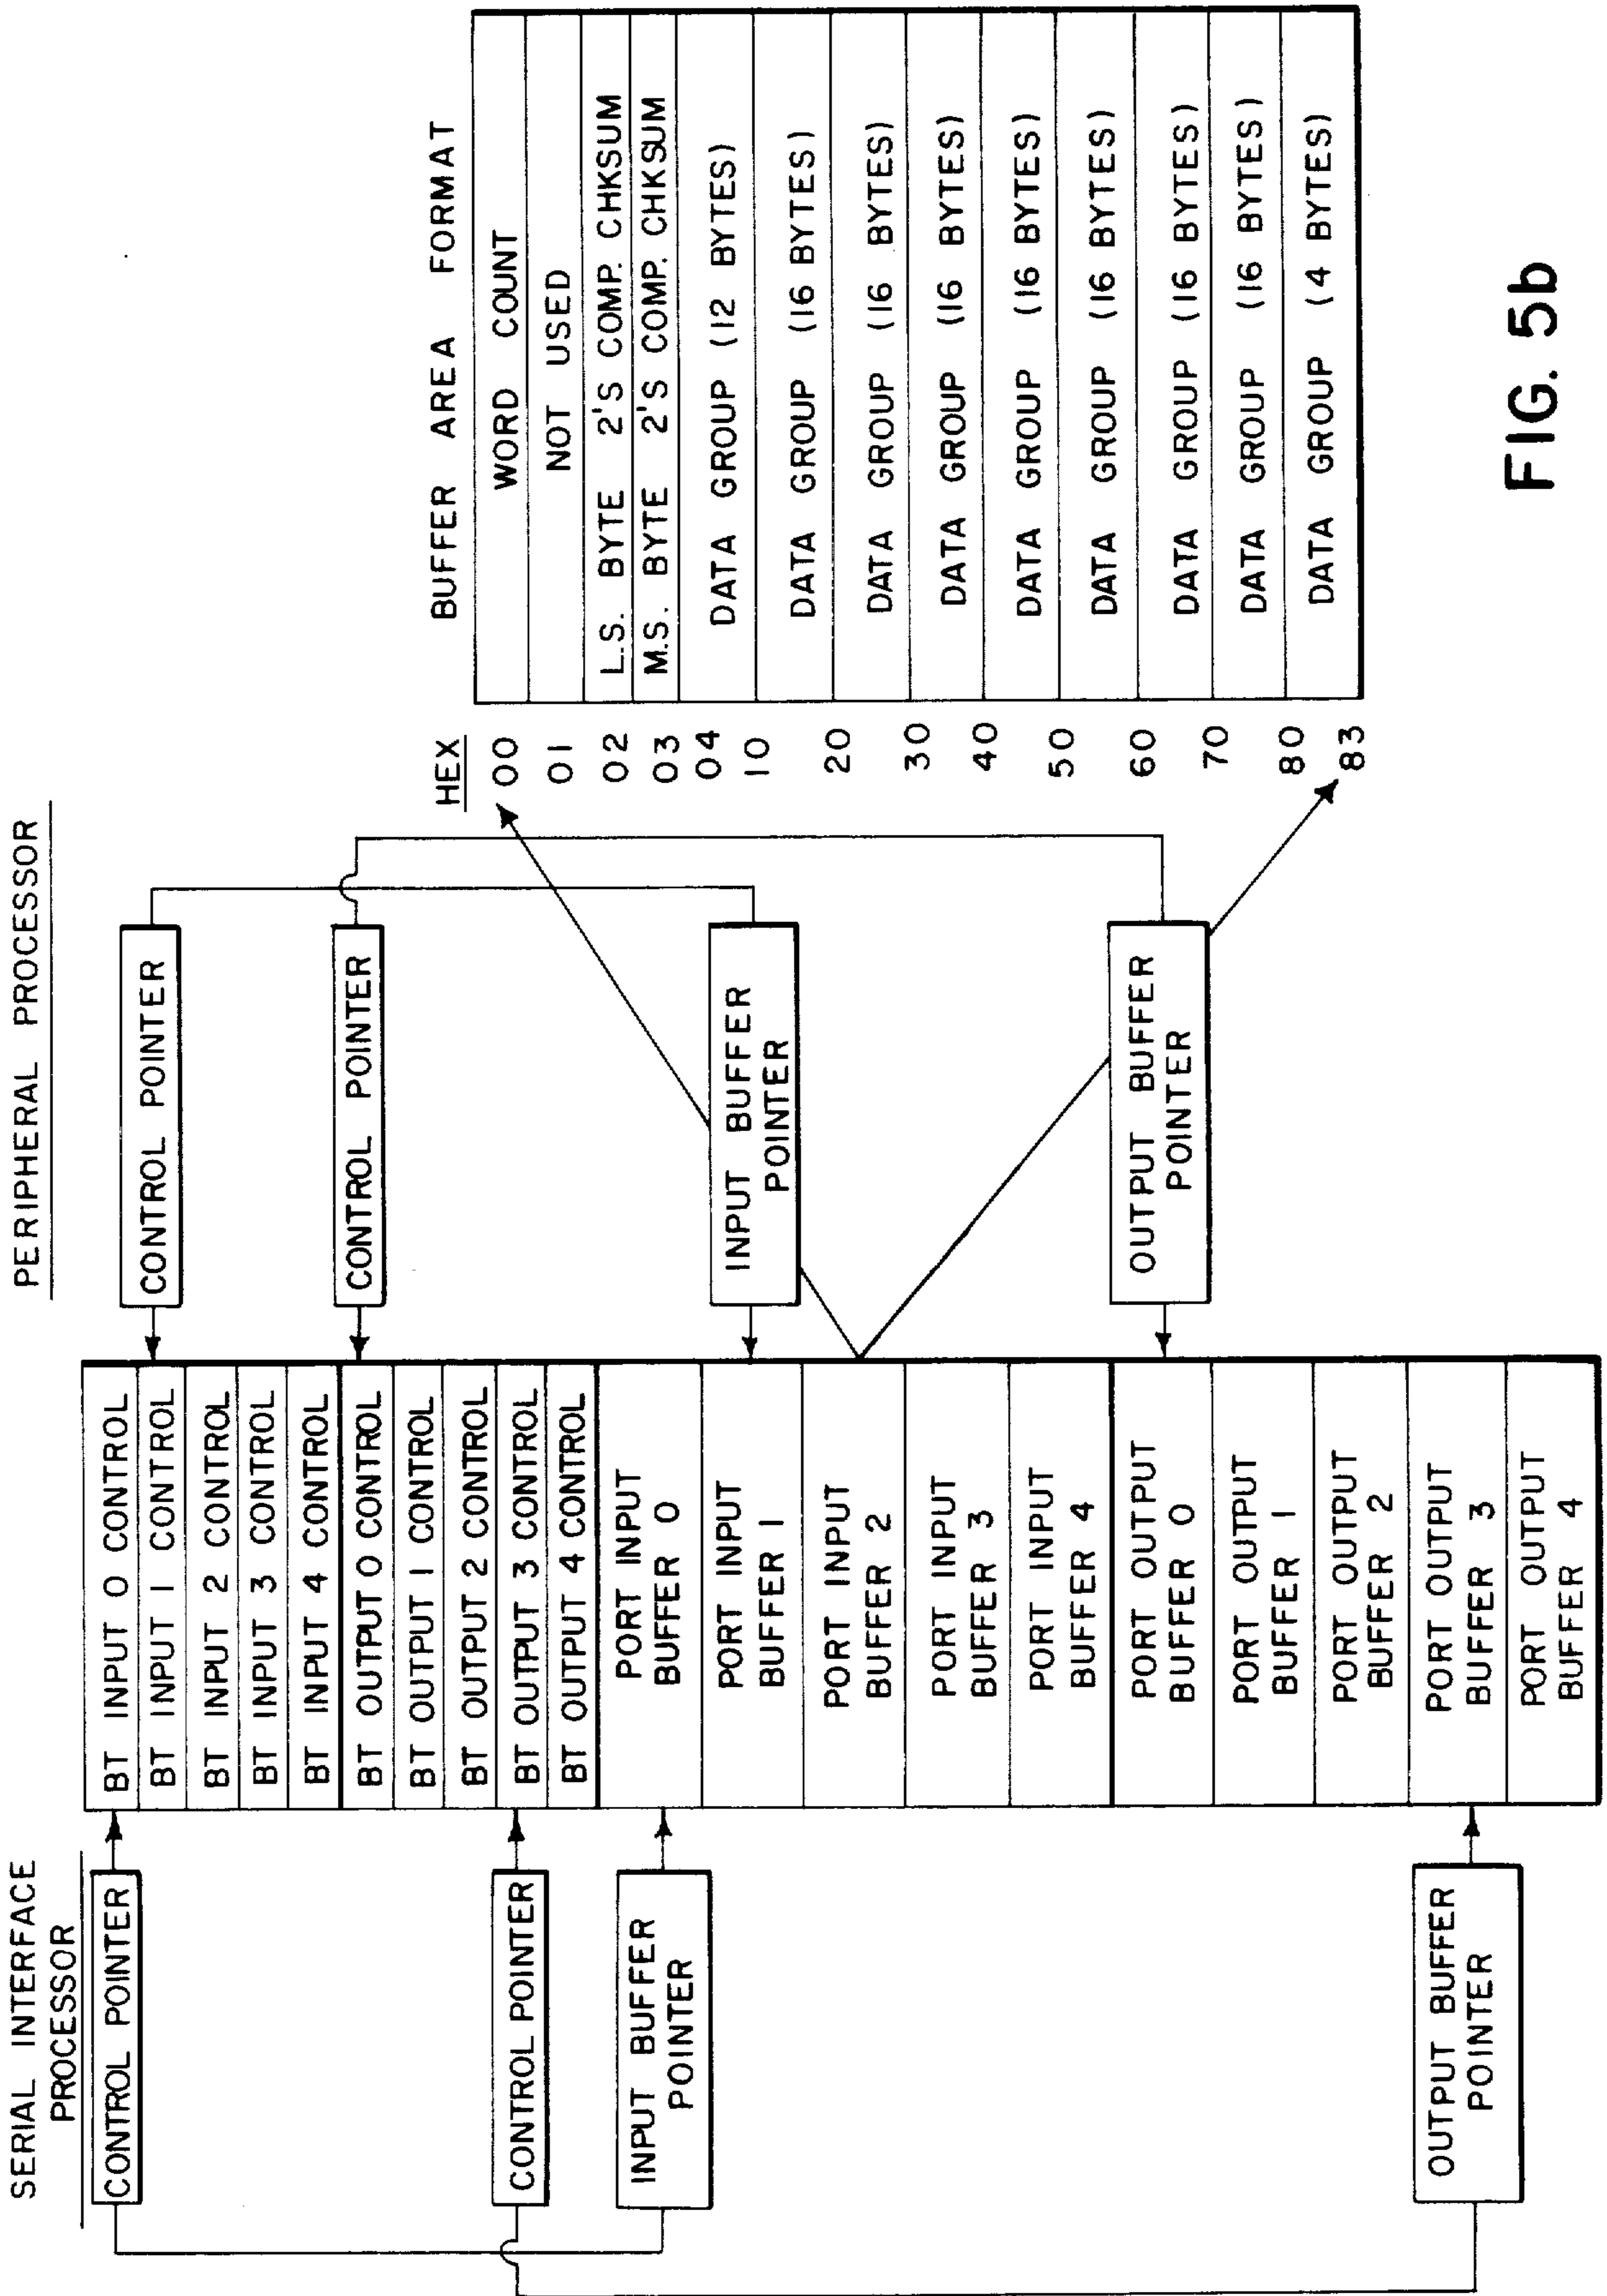 SERIAL INTERFACE
PROCESSOR
CONTROL POINTER
CONTROL POINTER
INPUT BUFFER
POINTER
OUTPUT BUFFER
POINTER
BT INPUT 0 CONTROL
BT INPUT 1 CONTROL
BT INPUT 2 CONTROL
BT INPUT 3 CONTROL
BT INPUT 4 CONTROL
BT OUTPUT 0 CONTROL
BT OUTPUT 1 CONTROL
BT OUTPUT 2 CONTROL
BT OUTPUT 3 CONTROL
BT OUTPUT 4 CONTROL
PORT INPUT
BUFFER 0
PORT INPUT
BUFFER 1
PORT INPUT
BUFFER 2
PORT INPUT
BUFFER 3
PORT INPUT
BUFFER 4
PORT OUTPUT
BUFFER 0
PORT OUTPUT
BUFFER 1
PORT OUTPUT
BUFFER 2
PORT OUTPUT
BUFFER 3
PORT OUTPUT
BUFFER 4
PERIPHERAL PROCESSOR
CONTROL POINTER
CONTROL POINTER
INPUT BUFFER
POINTER
OUTPUT BUFFER
POINTER
BUFFER AREA FORMAT
HEX
00 WORD COUNT
01 NOT USED
02 L.S. BYTE 2'S COMP. CHKSUM
03 M.S. BYTE 2'S COMP. CHKSUM
04 DATA GROUP (12 BYTES)
10 DATA GROUP (16 BYTES)
20 DATA GROUP (16 BYTES)
30 DATA GROUP (16 BYTES)
40 DATA GROUP (16 BYTES)
50 DATA GROUP (16 BYTES)
60 DATA GROUP (16 BYTES)
70 DATA GROUP (16 BYTES)
80 DATA GROUP (4 BYTES)
83
FIG. 5b